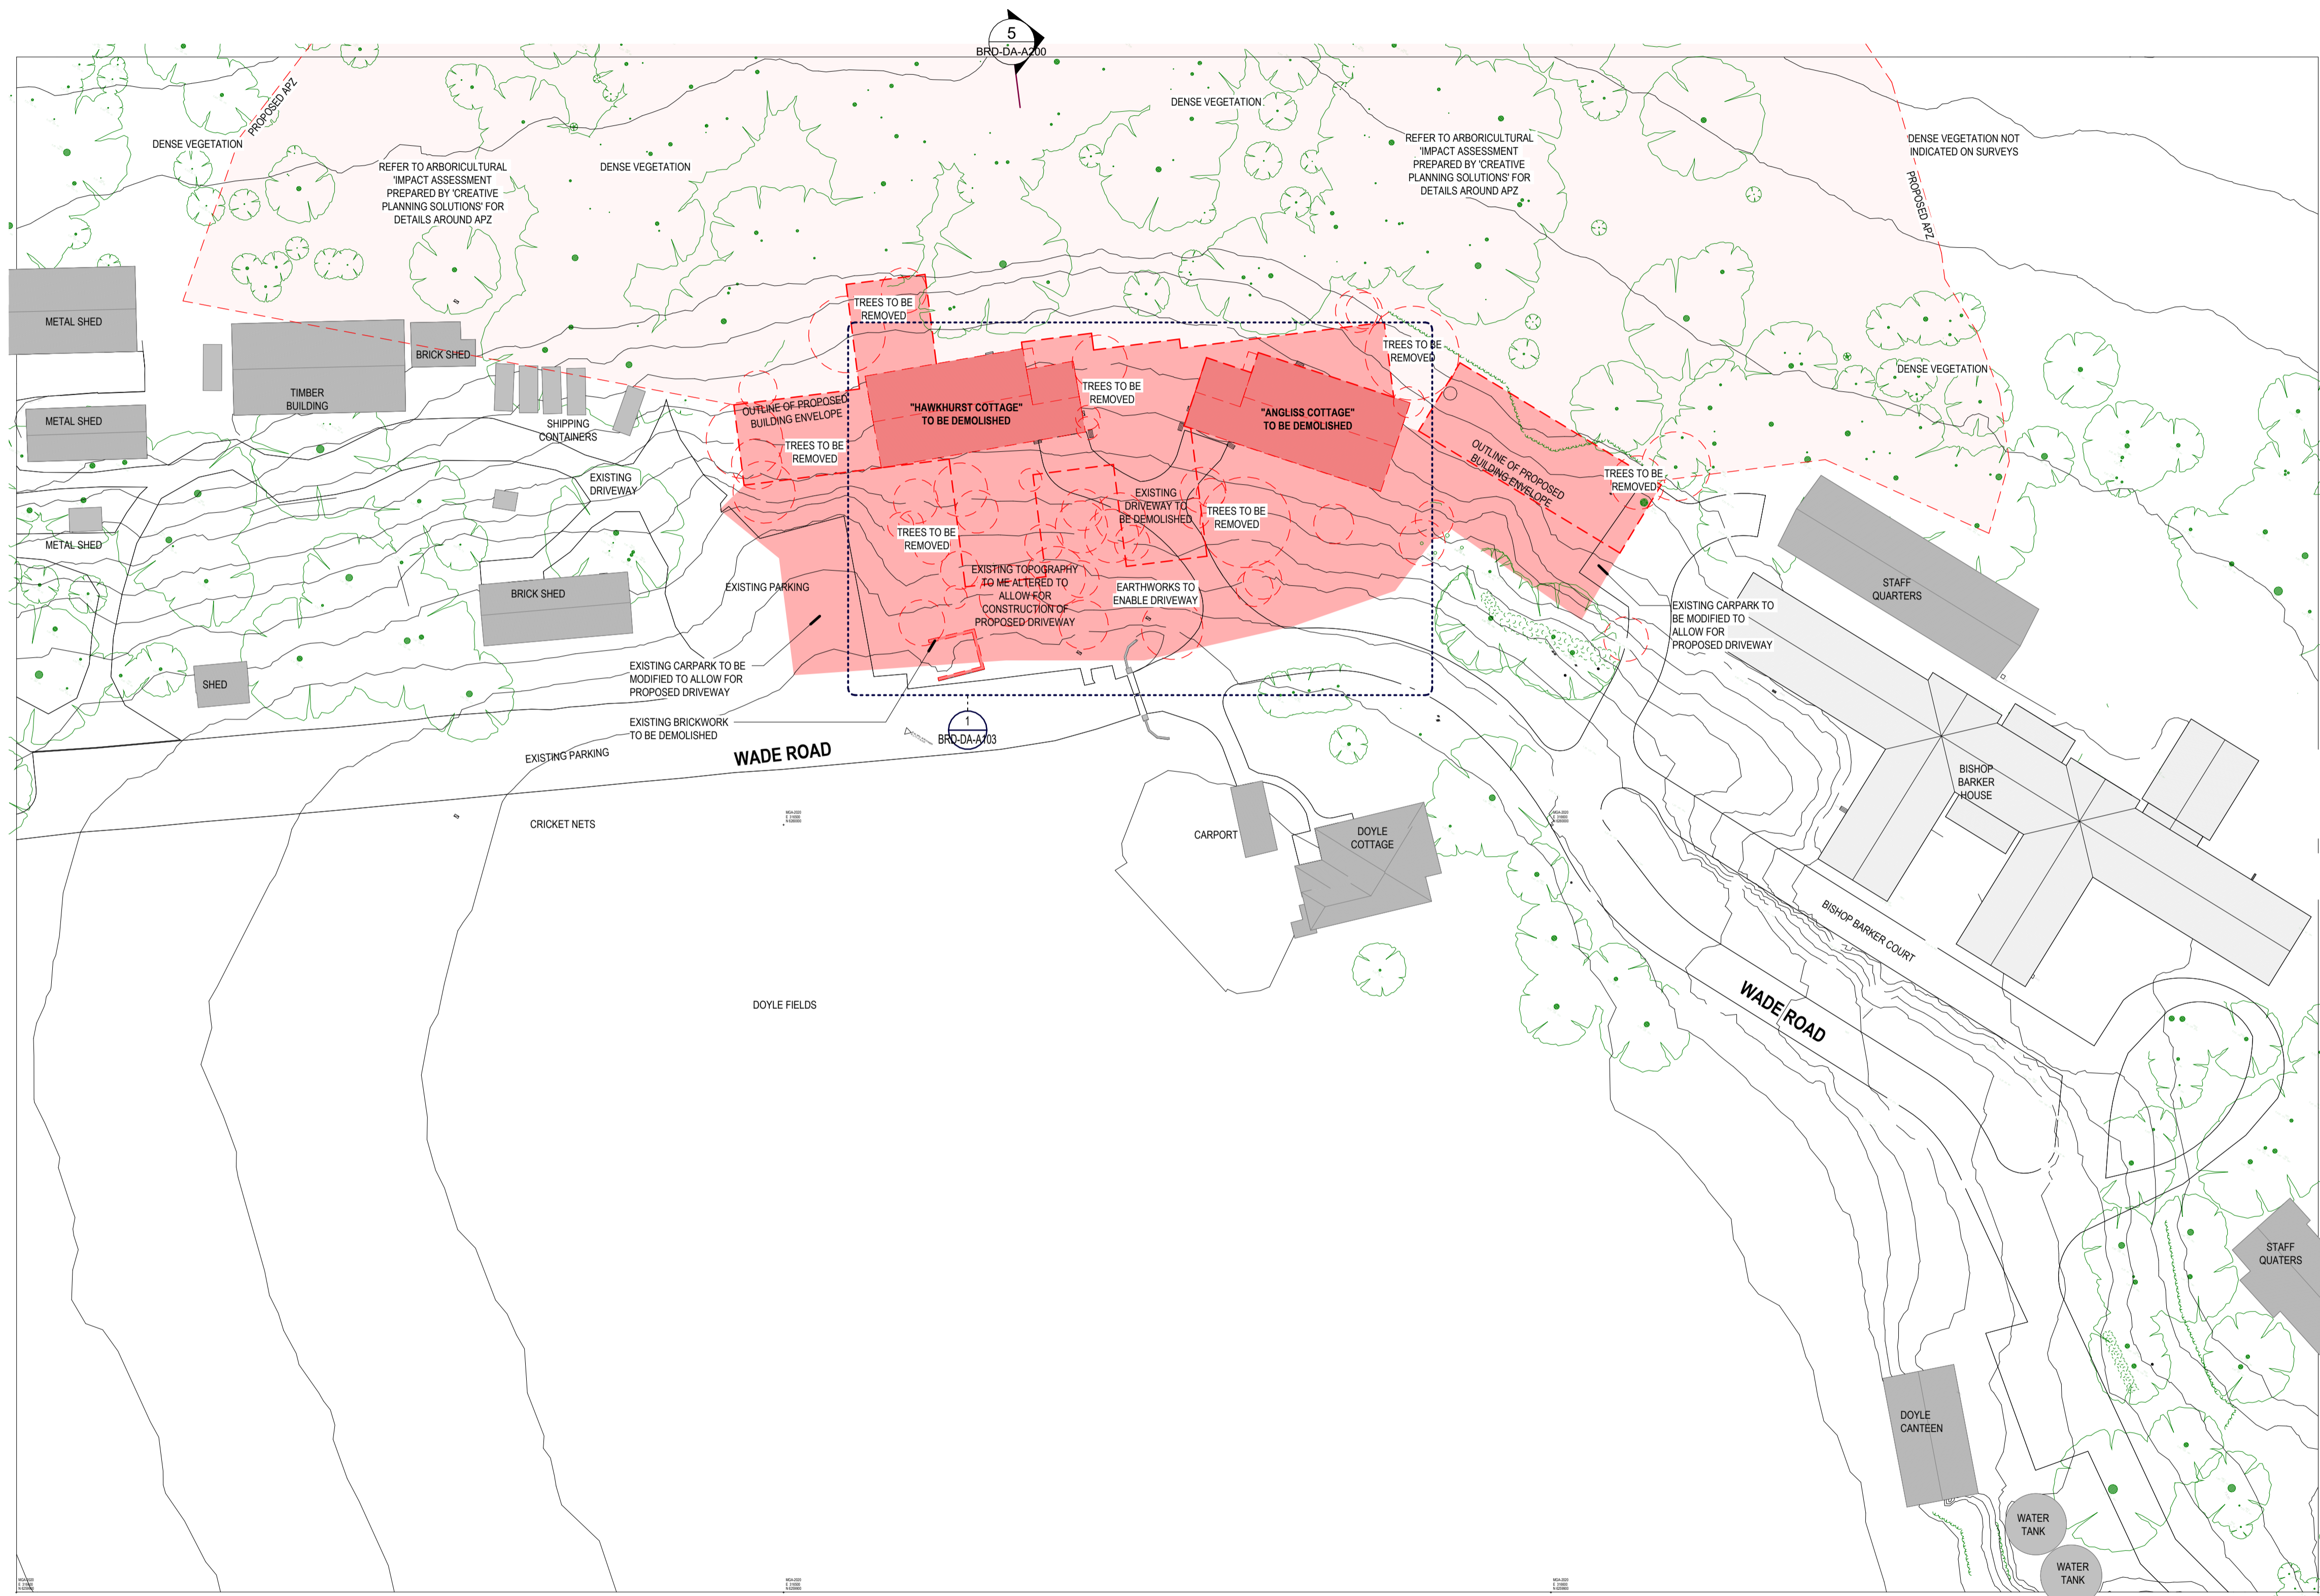 5
BRD-DA-A200
PROPOSED APZ
DENSE VEGETATION
REFER TO ARBORICULTURAL
'IMPACT ASSESSMENT
PREPARED BY 'CREATIVE
PLANNING SOLUTIONS' FOR
DETAILS AROUND APZ
DENSE VEGETATION
DENSE VEGETATION
REFER TO ARBORICULTURAL
'IMPACT ASSESSMENT
PREPARED BY 'CREATIVE
PLANNING SOLUTIONS' FOR
DETAILS AROUND APZ
DENSE VEGETATION NOT
INDICATED ON SURVEYS
PROPOSED APZ
METAL SHED
TIMBER
BUILDING
BRICK SHED
METAL SHED
SHIPPING
CONTAINERS
TREES TO BE
REMOVED
OUTLINE OF PROPOSED
BUILDING ENVELOPE
TREES TO BE
REMOVED
"HAWKHURST COTTAGE"
TO BE DEMOLISHED
TREES TO BE
REMOVED
"ANGLISS COTTAGE"
TO BE DEMOLISHED
TREES TO BE
REMOVED
DENSE VEGETATION
OUTLINE OF PROPOSED
BUILDING ENVELOPE
TREES TO BE
REMOVED
EXISTING
DRIVEWAY
METAL SHED
EXISTING
DRIVEWAY TO
BE DEMOLISHED
TREES TO BE
REMOVED
TREES TO BE
REMOVED
EXISTING TOPOGRAPHY
TO ME ALTERED TO
ALLOW FOR
CONSTRUCTION OF
PROPOSED DRIVEWAY
EARTHWORKS TO
ENABLE DRIVEWAY
EXISTING PARKING
BRICK SHED
STAFF
QUARTERS
EXISTING CARPARK TO
BE MODIFIED TO
ALLOW FOR
PROPOSED DRIVEWAY
SHED
EXISTING CARPARK TO BE
MODIFIED TO ALLOW FOR
PROPOSED DRIVEWAY
EXISTING BRICKWORK
TO BE DEMOLISHED
1
BRD-DA-A103
EXISTING PARKING
WADE ROAD
BISHOP
BARKER
HOUSE
CRICKET NETS
CARPORT
DOYLE
COTTAGE
BISHOP BARKER COURT
DOYLE FIELDS
WADE ROAD
STAFF
QUATERS
DOYLE
CANTEEN
WATER
TANK
WATER
TANK